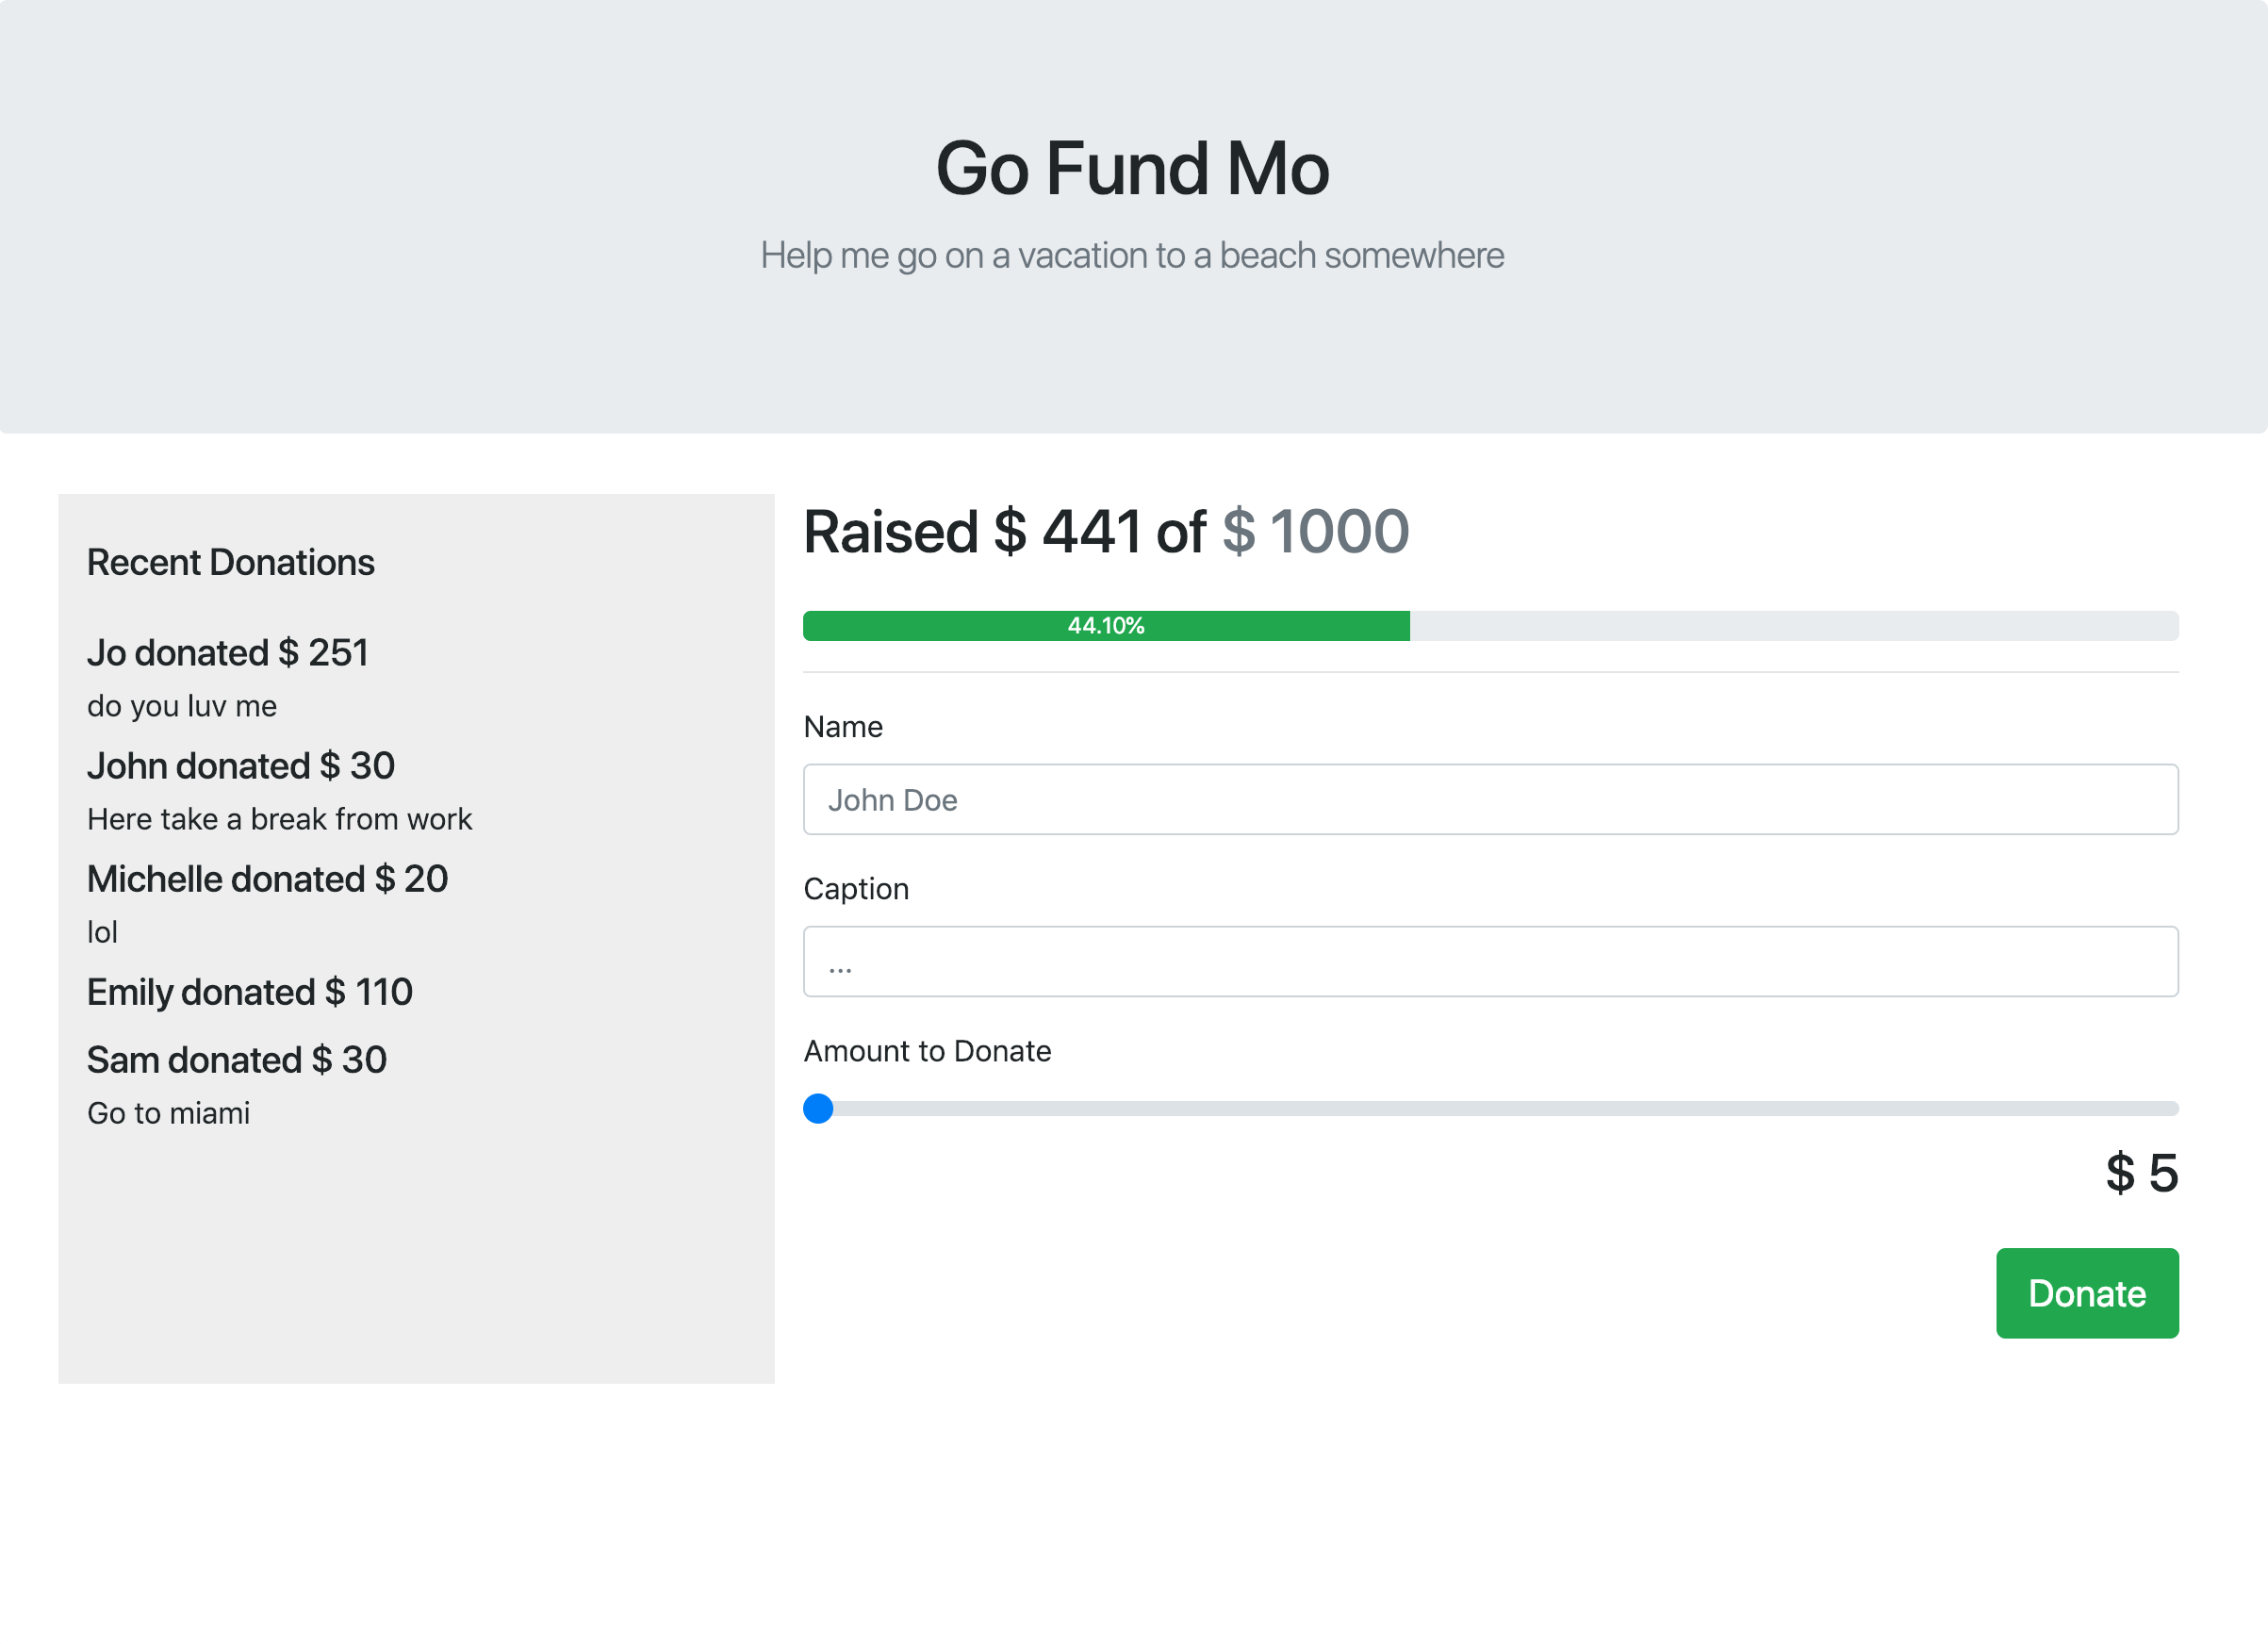 Go Fund Mo
Help me go on a vacation to a beach somewhere
Recent Donations
Jo donated $ 251
do you luv me
John donated $ 30
Here take a break from work
Michelle donated $ 20
lol
Emily donated $ 110
Sam donated $ 30
Go to miami
Raised $ 441 of $ 1000
44.10%
Name
John Doe
Caption
...
Amount to Donate
$ 5
Donate